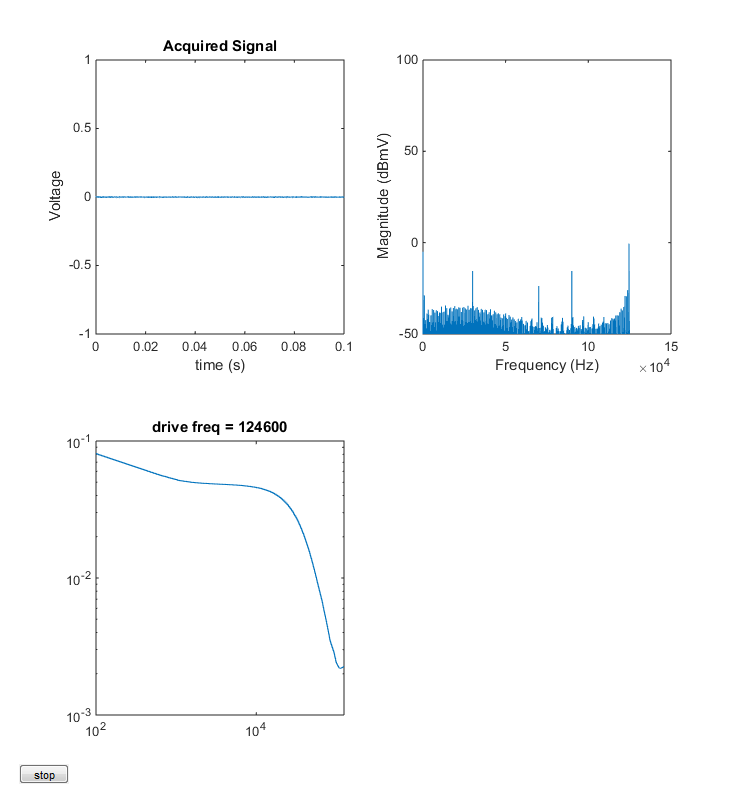 Acquired Signal
Voltage
1
0.5
0
-0.5
-1
0 0.02 0.04 0.06 0.08 0.1
time (s)
Magnitude (dBmV)
100
50
0
-50
0 5 10 15
Frequency (Hz)
×10^4
drive freq = 124600
10^-1
10^-2
10^-3
10^2 10^4
stop